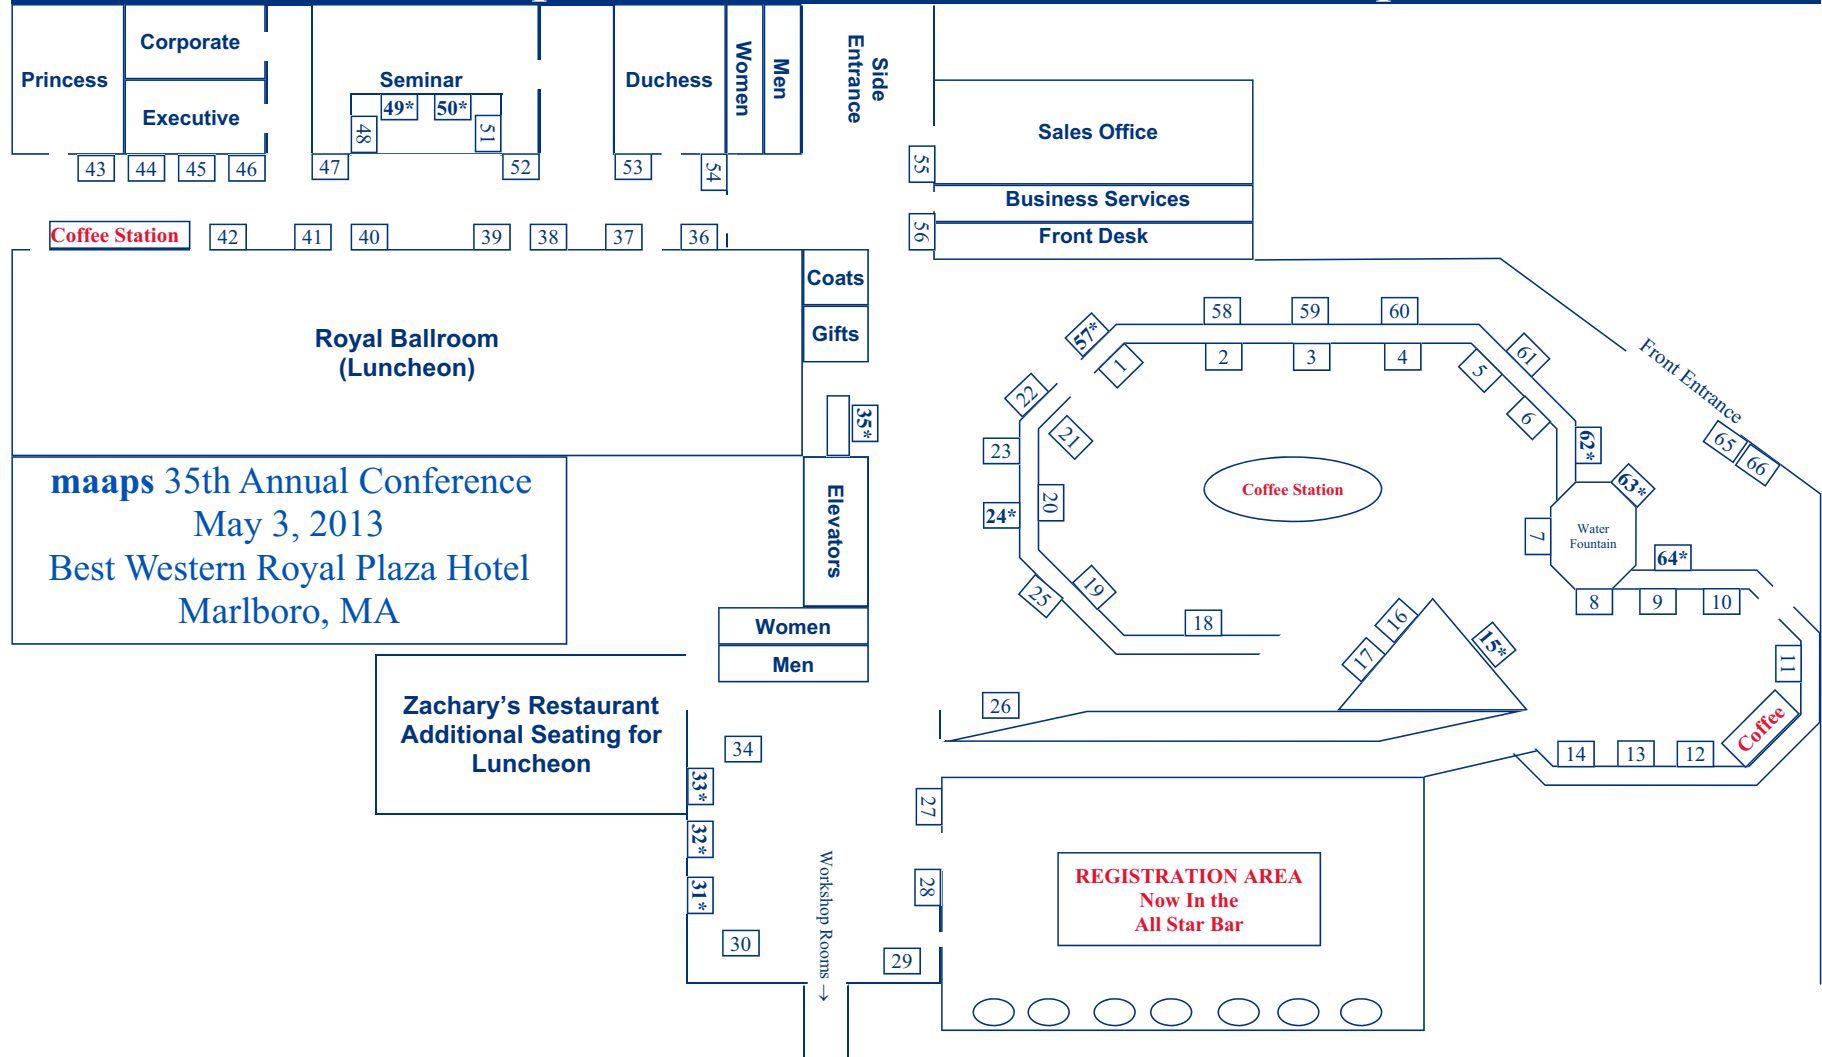 Corporate
Princess
Executive
Seminar
49* 50*
48
51
Duchess
Women
Men
Side
Entrance
Sales Office
Business Services
Front Desk
43 44 45 46
47
52
53
54
55
56
Coffee Station
42 41 40 39 38 37 36
Coats
Gifts
Royal Ballroom
(Luncheon)
35*
Elevators
maaps 35th Annual Conference
May 3, 2013
Best Western Royal Plaza Hotel
Marlboro, MA
Women
Men
Zachary's Restaurant
Additional Seating for
Luncheon
34
33*
32*
31*
30
29
28
27
26
Workshop Rooms →
57*
58 59 60
61
1
2 3 4
5
6
22
21
23
24*
20
25
19
18
Coffee Station
Front Entrance
65
66
62*
63*
7
Water
Fountain
64*
8 9 10
11
16
17
15*
Coffee
14 13 12
REGISTRATION AREA
Now In the
All Star Bar